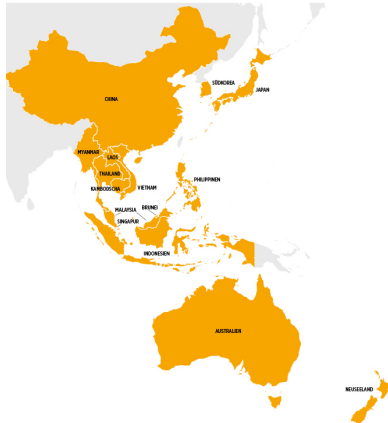 SÜDKOREA
JAPAN
CHINA
MYANMAR
LAOS
THAILAND
KAMBODSCHA
VIETNAM
PHILIPPINEN
MALAYSIA
BRUNEI
SINGAPUR
INDONESIEN
AUSTRALIEN
NEUSEELAND